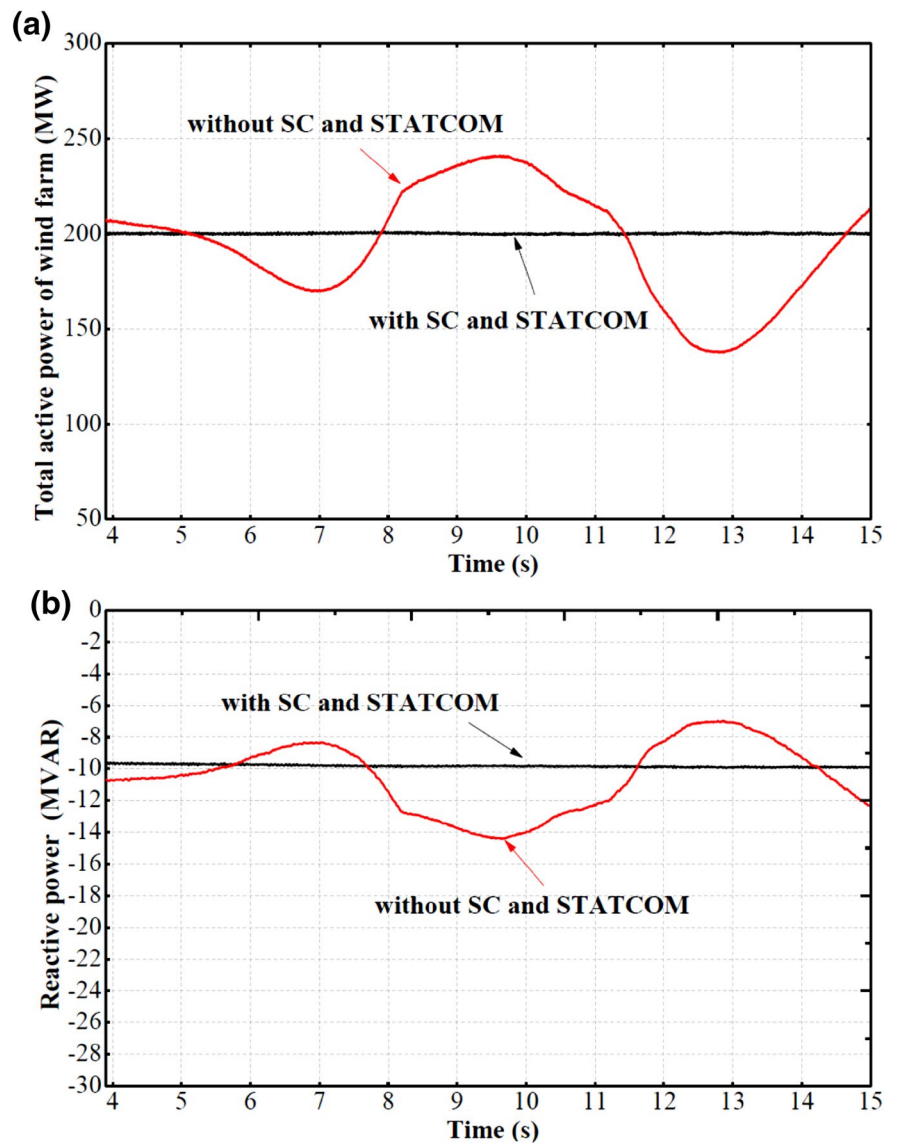 (a)
300
250
200
150
100
50
Total active power of wind farm (MW)
without SC and STATCOM
with SC and STATCOM
4 5 6 7 8 9 10 11 12 13 14 15
Time (s)
(b)
0
-2
-4
-6
-8
-10
-12
-14
-16
-18
-20
-22
-24
-26
-28
-30
Reactive power (MVAR)
with SC and STATCOM
without SC and STATCOM
4 5 6 7 8 9 10 11 12 13 14 15
Time (s)